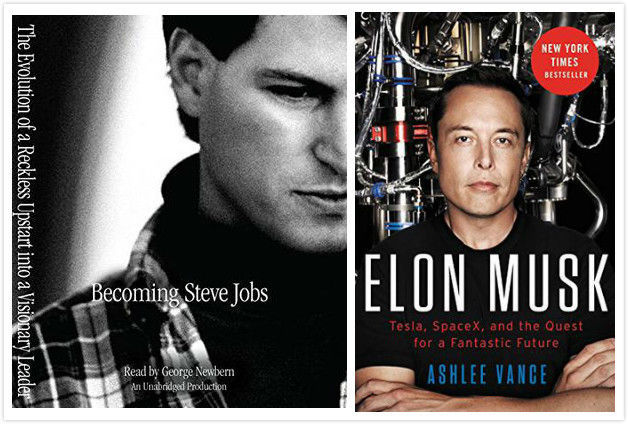 The Evolution of a Reckless Upstart into a Visionary Leader
Becoming Steve Jobs
Read by George Newbern
An Unabridged Production
NEW YORK
TIMES
BESTSELLER
ELON MUSK
Tesla, SpaceX, and the Quest
for a Fantastic Future
ASHLEE VANCE